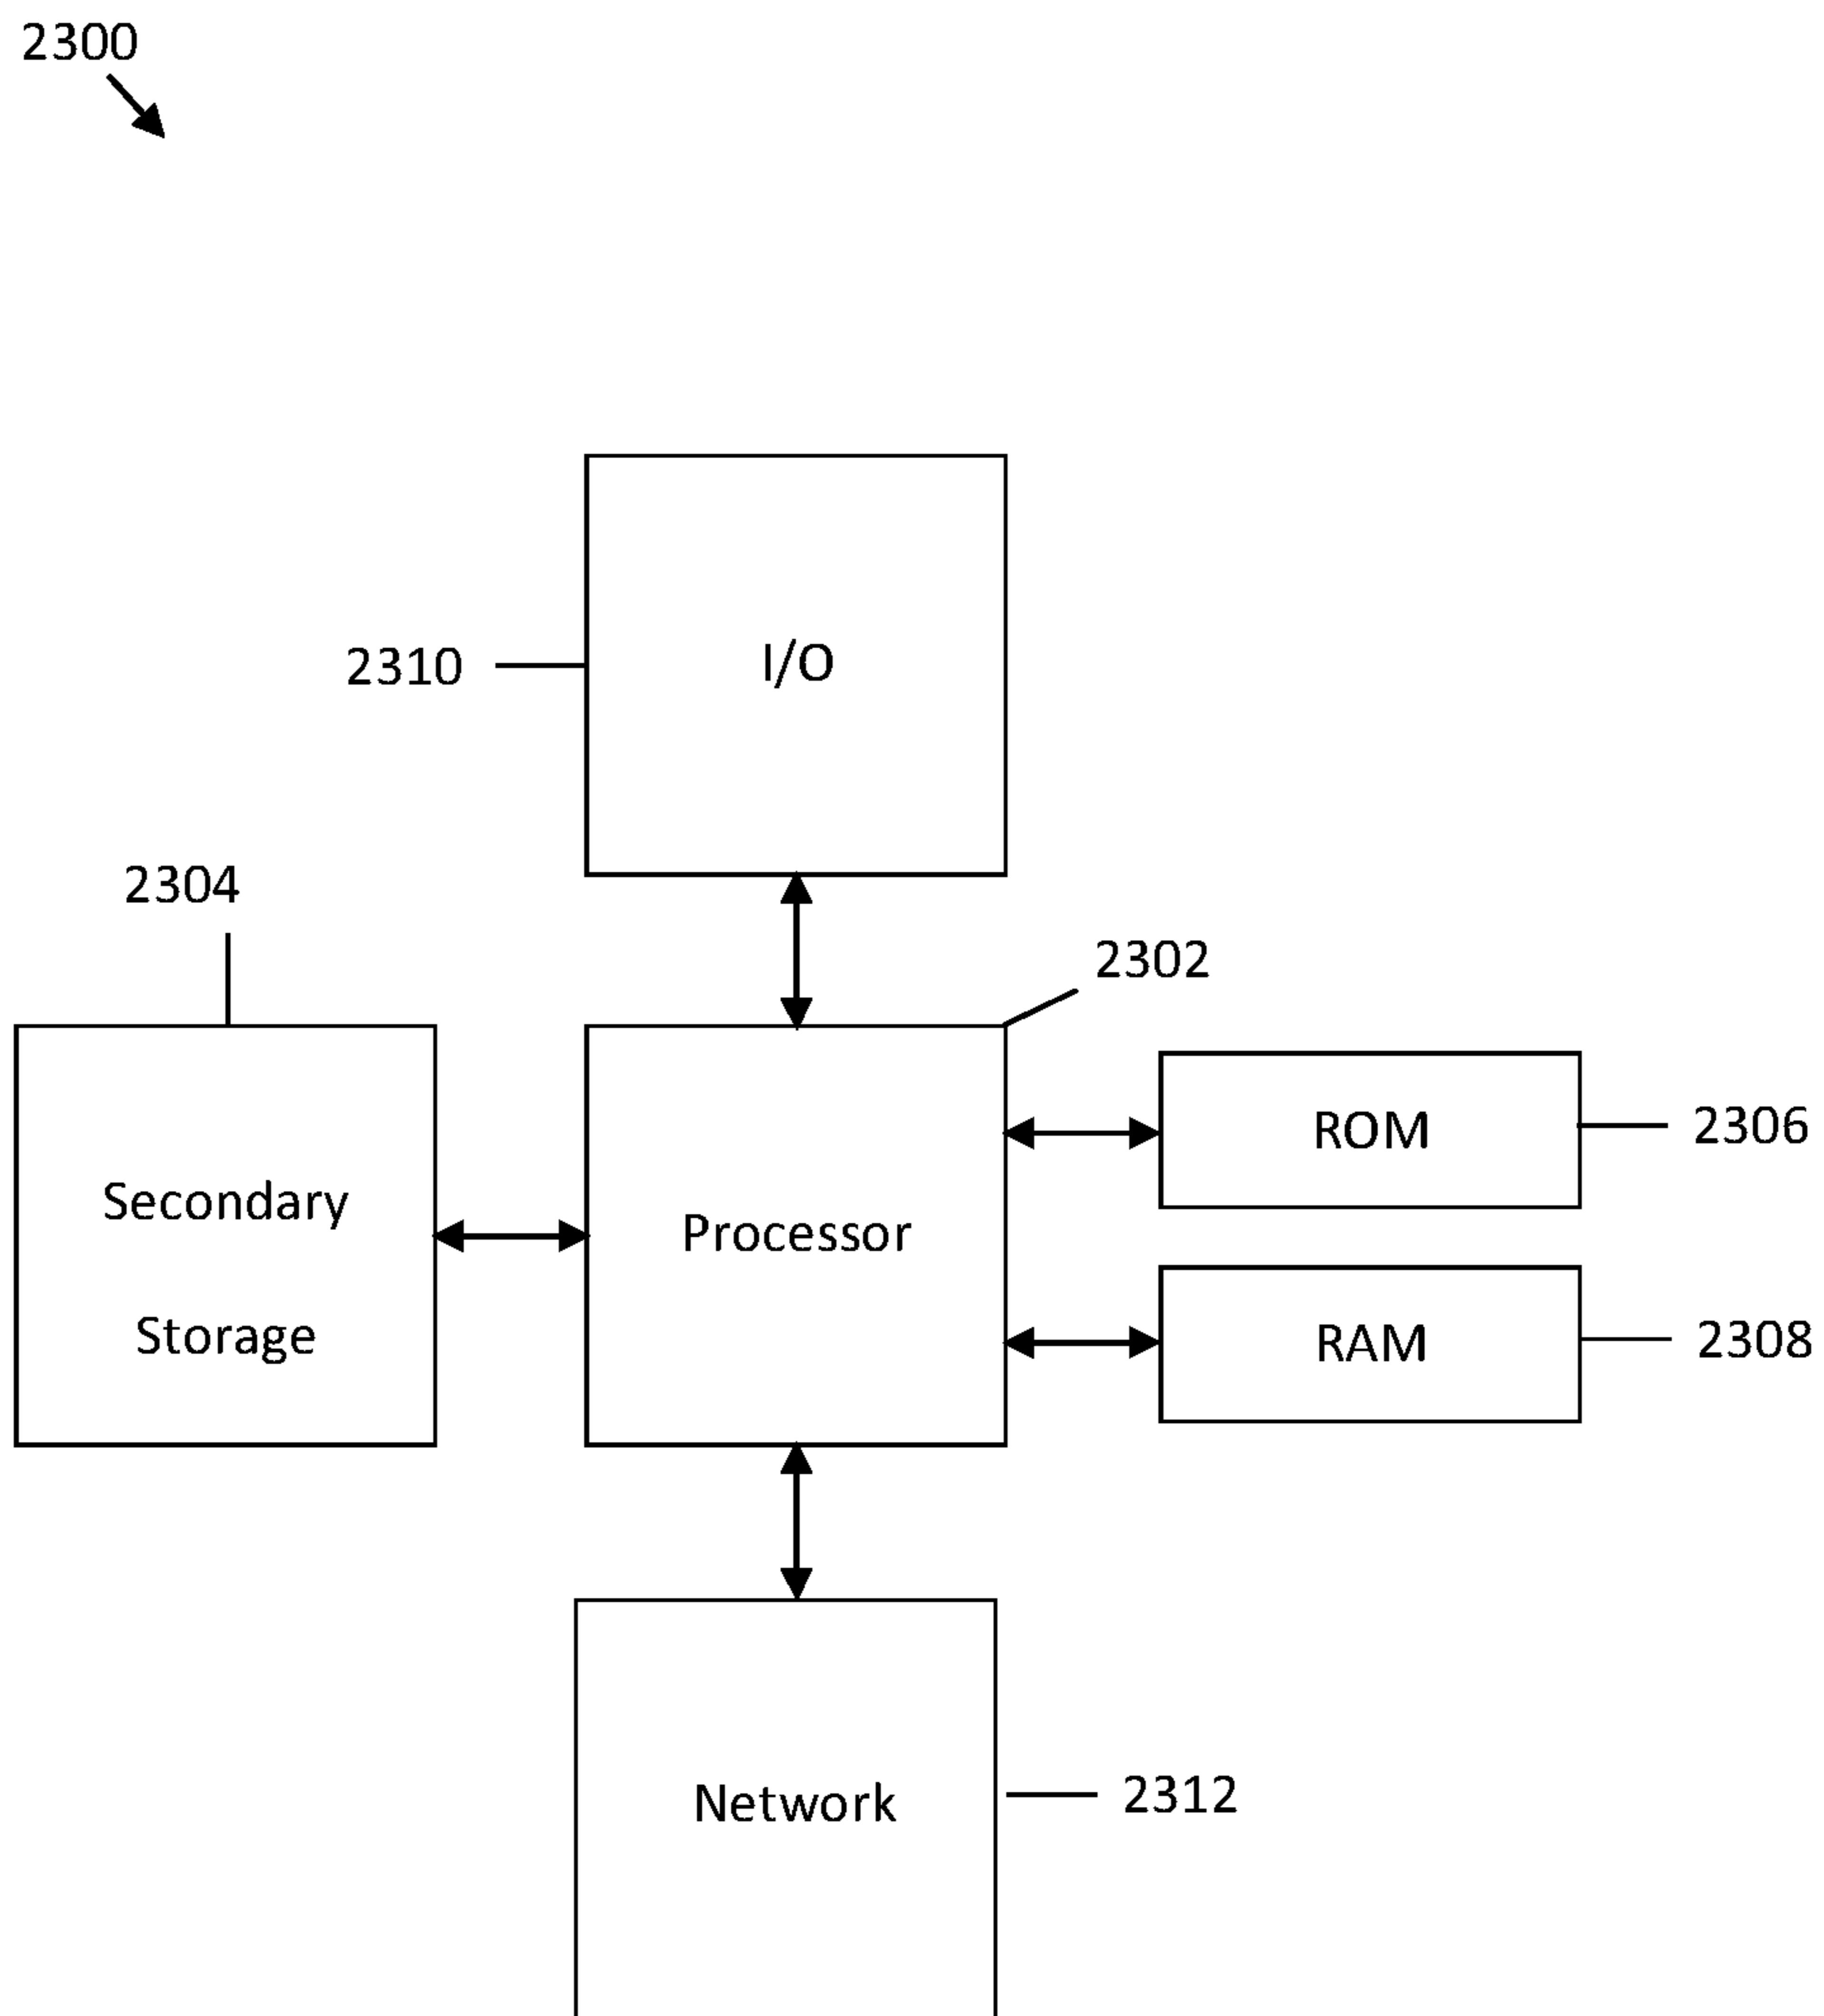 2300
I/O
2310
2304
2302
Secondary
Storage
Processor
ROM
2306
RAM
2308
Network
2312